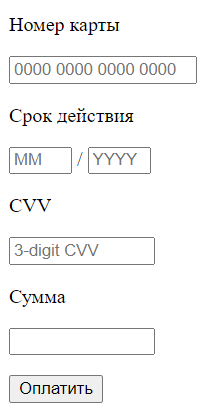 Номер карты
0000 0000 0000 0000
Срок действия
MM / YYYY
CVV
3-digit CVV
Сумма
Оплатить